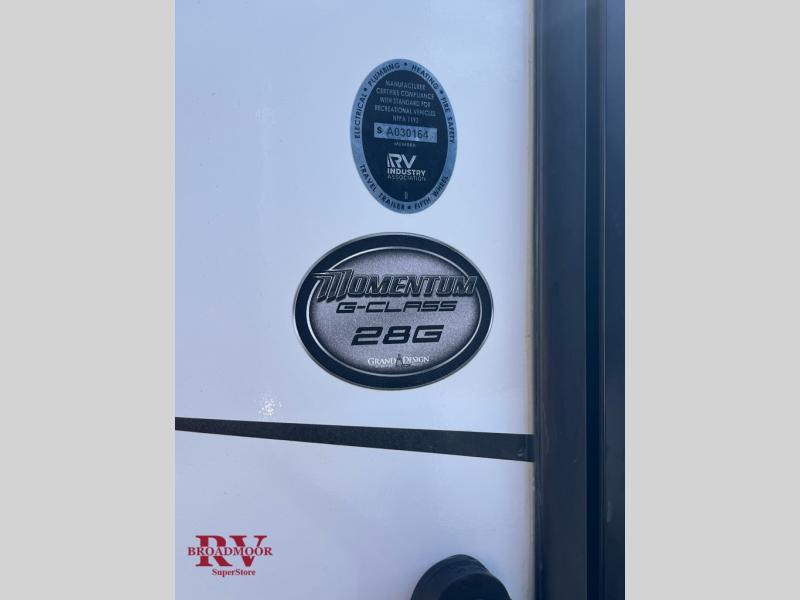 ELECTRICAL • PLUMBING • HEATING • FIRE SAFETY
MANUFACTURER
CERTIFIES COMPLIANCE
WITH STANDARD FOR
RECREATIONAL VEHICLES
NFPA 1192
S A030164
MEMBER
RV
INDUSTRY
ASSOCIATION
TRAVEL TRAILER • FIFTH WHEEL
MOMENTUM
G-CLASS
28G
GRAND DESIGN
RV
BROADMOOR
SuperStore